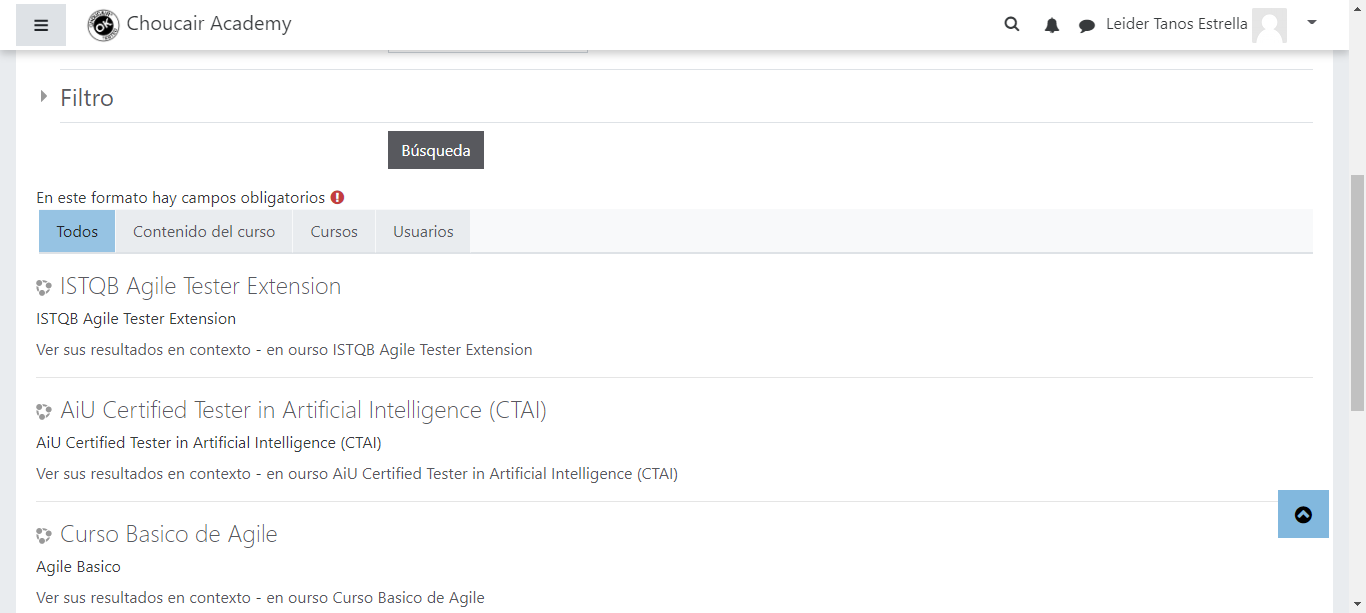 Choucair Academy
Leider Tanos Estrella
Filtro
Búsqueda
En este formato hay campos obligatorios
Todos
Contenido del curso
Cursos
Usuarios
ISTQB Agile Tester Extension
ISTQB Agile Tester Extension
Ver sus resultados en contexto - en ourso ISTQB Agile Tester Extension
AiU Certified Tester in Artificial Intelligence (CTAI)
AiU Certified Tester in Artificial Intelligence (CTAI)
Ver sus resultados en contexto - en ourso AiU Certified Tester in Artificial Intelligence (CTAI)
Curso Basico de Agile
Agile Basico
Ver sus resultados en contexto - en ourso Curso Basico de Agile